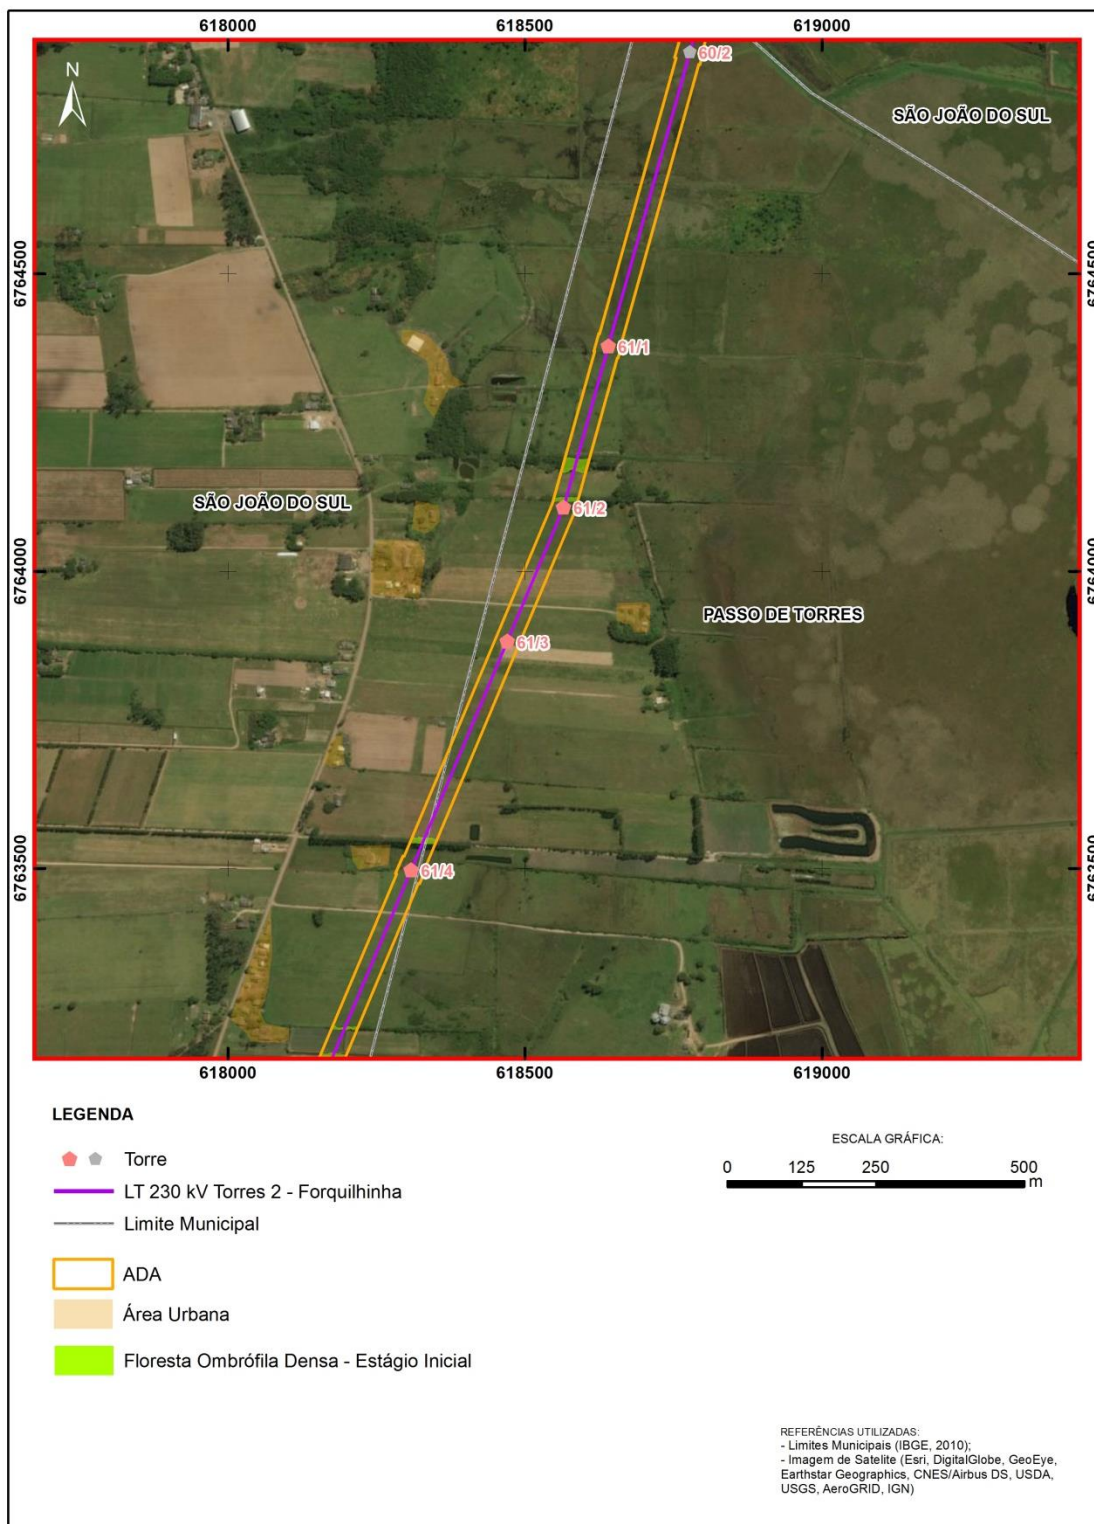 618000
618500
619000
N
60/2
SÃO JOÃO DO SUL
6764500
6764500
61/1
SÃO JOÃO DO SUL
61/2
6764000
6764000
PASSO DE TORRES
61/3
6763500
6763500
61/4
618000
618500
619000
LEGENDA
Torre
LT 230 kV Torres 2 - Forquilhinha
Limite Municipal
ADA
Área Urbana
Floresta Ombrófila Densa - Estágio Inicial
ESCALA GRÁFICA:
0 125 250 500
m
REFERÊNCIAS UTILIZADAS:
- Limites Municipais (IBGE, 2010);
- Imagem de Satelite (Esri, DigitalGlobe, GeoEye,
Earthstar Geographics, CNES/Airbus DS, USDA,
USGS, AeroGRID, IGN)